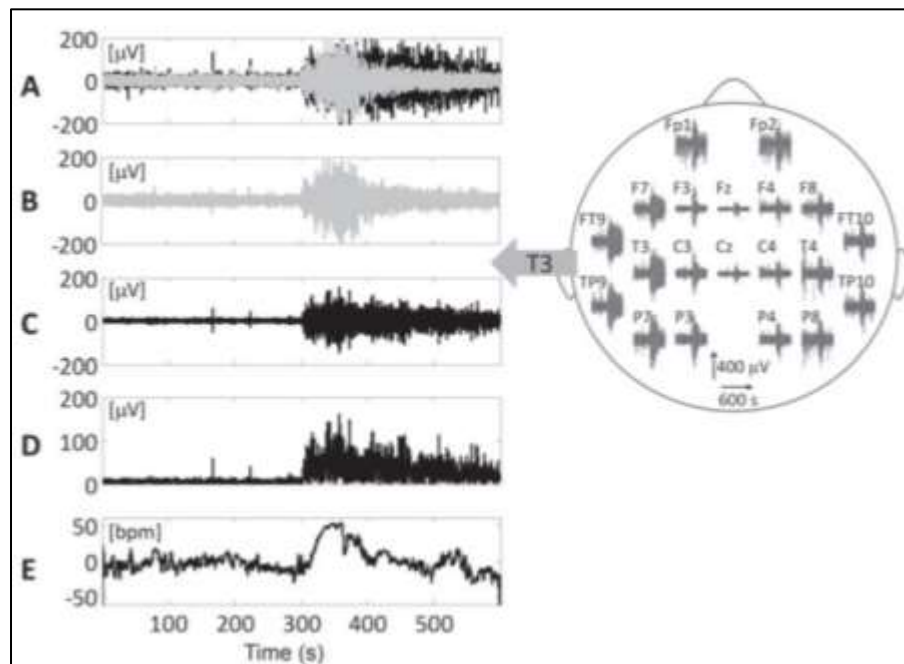 A
200
[µV]
0
-200
B
200
[µV]
0
-200
C
200
[µV]
0
-200
D
200
[µV]
100
0
E
50
[bpm]
0
-50
100 200 300 400 500
Time (s)
T3
Fp1 Fp2
F7 F3 Fz F4 F8
FT9 FT10
T3 C3 Cz C4 T4
TP9 TP10
P7 P3 P4 P8
400 µV
600 s